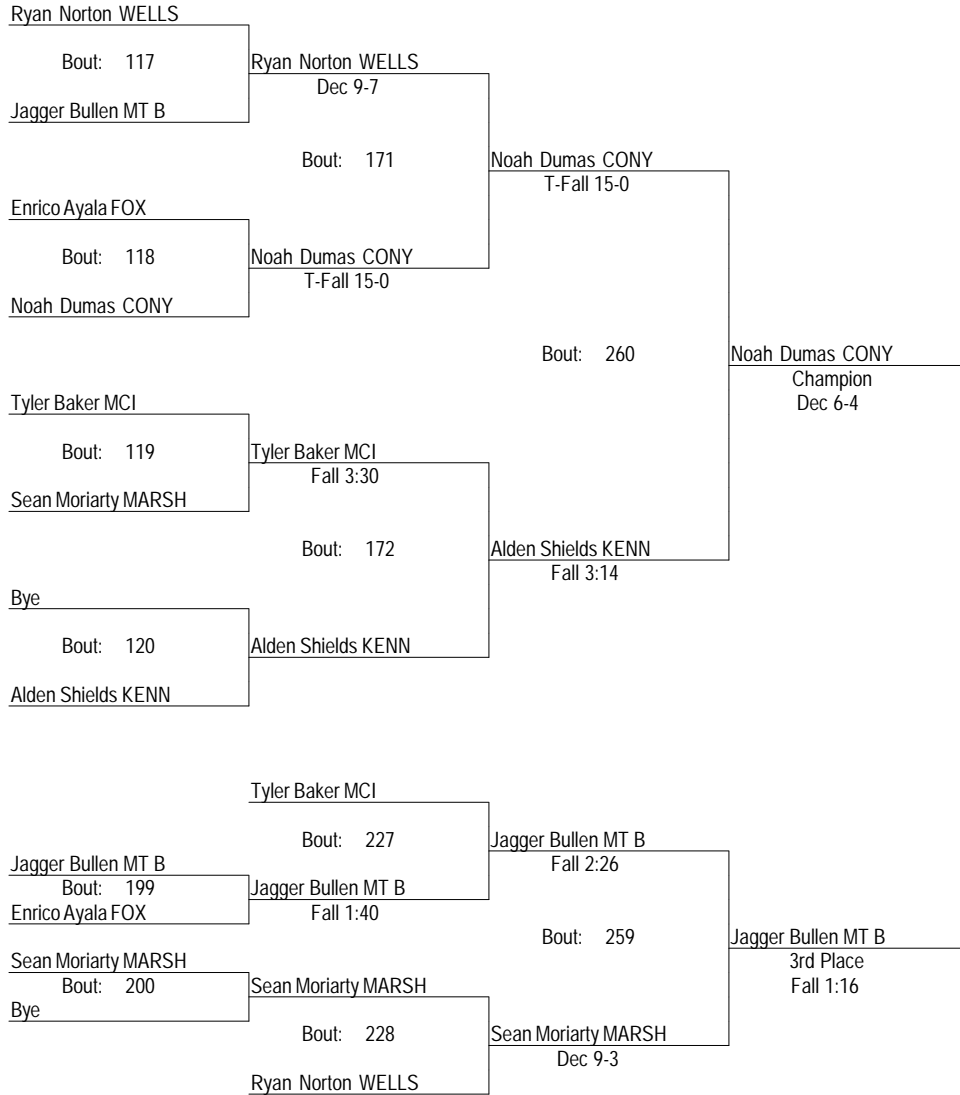 Ryan Norton WELLS
Bout: 117
Ryan Norton WELLS
Dec 9-7
Jagger Bullen MT B
Bout: 171
Noah Dumas CONY
T-Fall 15-0
Enrico Ayala FOX
Bout: 118
Noah Dumas CONY
T-Fall 15-0
Noah Dumas CONY
Bout: 260
Noah Dumas CONY
Champion
Dec 6-4
Tyler Baker MCI
Bout: 119
Tyler Baker MCI
Fall 3:30
Sean Moriarty MARSH
Bout: 172
Alden Shields KENN
Fall 3:14
Bye
Bout: 120
Alden Shields KENN
Alden Shields KENN
Tyler Baker MCI
Bout: 227
Jagger Bullen MT B
Fall 2:26
Jagger Bullen MT B
Bout: 199
Jagger Bullen MT B
Fall 1:40
Enrico Ayala FOX
Bout: 259
Jagger Bullen MT B
3rd Place
Fall 1:16
Sean Moriarty MARSH
Bout: 200
Sean Moriarty MARSH
Bye
Bout: 228
Sean Moriarty MARSH
Dec 9-3
Ryan Norton WELLS